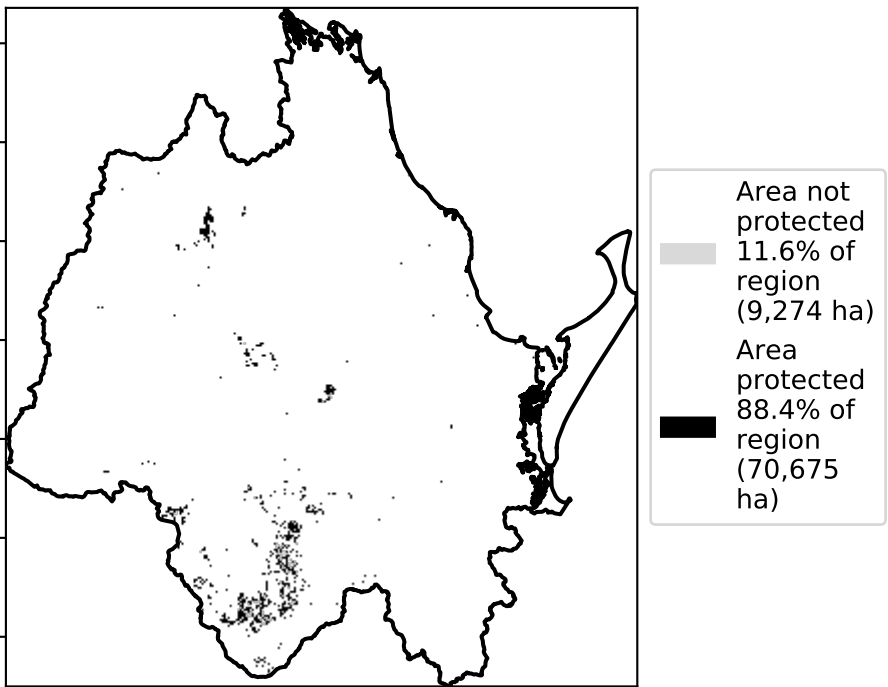 Area not
protected
11.6% of
region
(9,274 ha)
Area
protected
88.4% of
region
(70,675
ha)